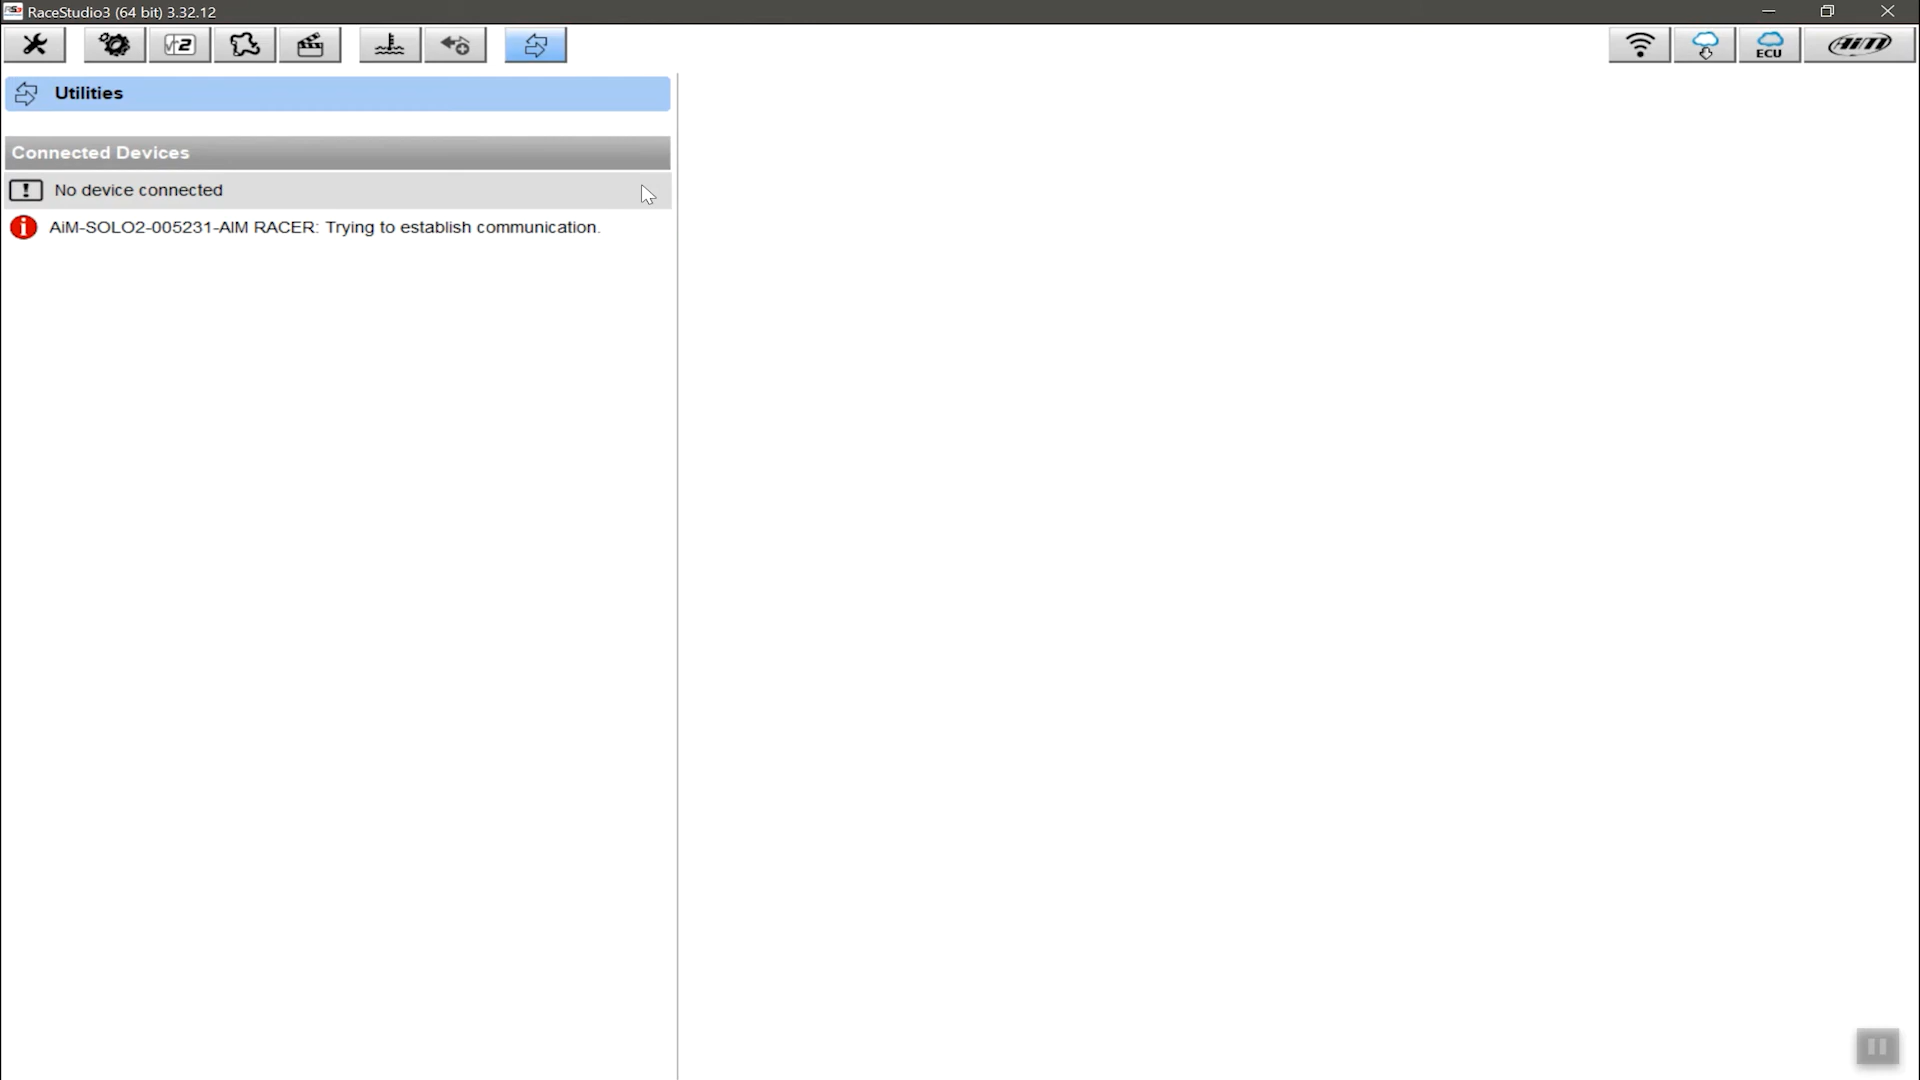 RaceStudio3 (64 bit) 3.32.12
ECU
AiM
Utilities
Connected Devices
No device connected
AiM-SOLO2-005231-AIM RACER: Trying to establish communication.